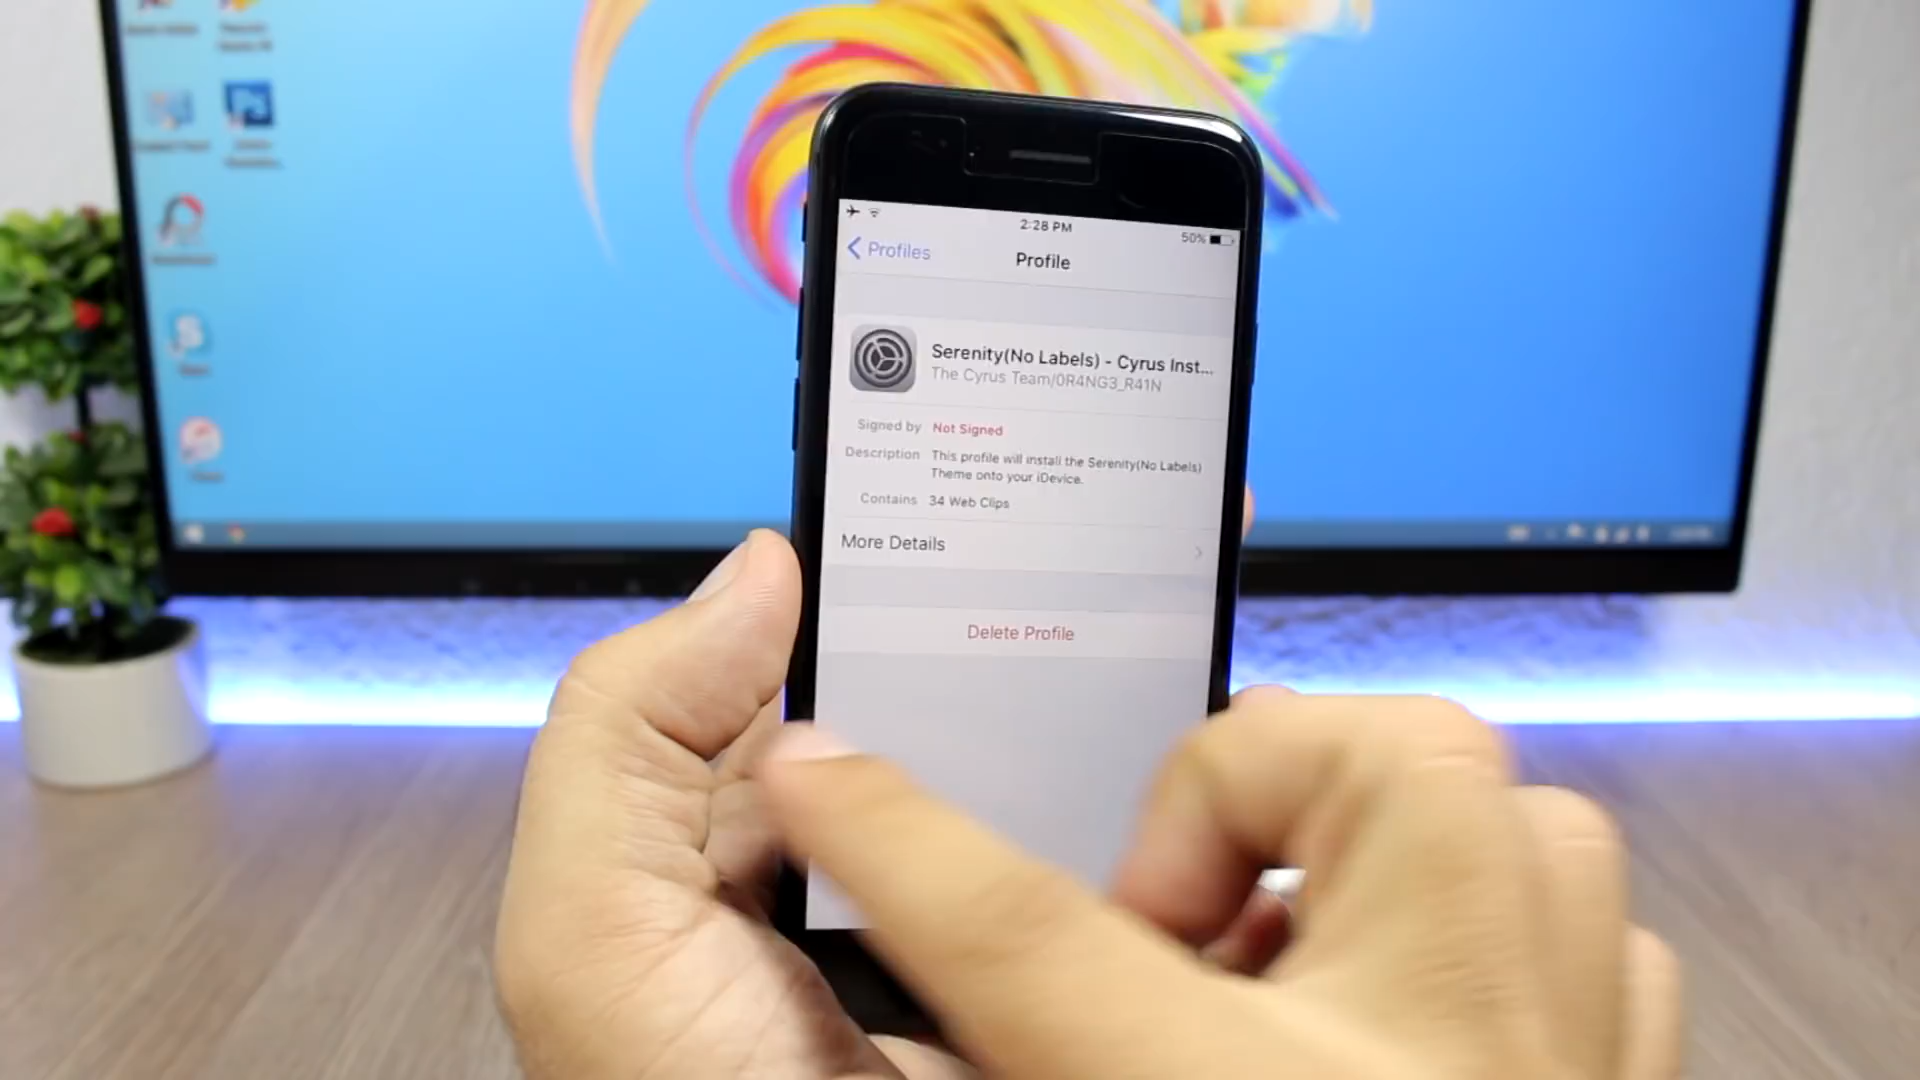 2:28 PM
50%
Profiles
Profile
Serenity(No Labels) - Cyrus Inst...
The Cyrus Team/0R4NG3_R41N
Signed by Not Signed
Description This profile will install the Serenity(No Labels)
Theme onto your iDevice.
Contains 34 Web Clips
More Details
Delete Profile
Ps
S